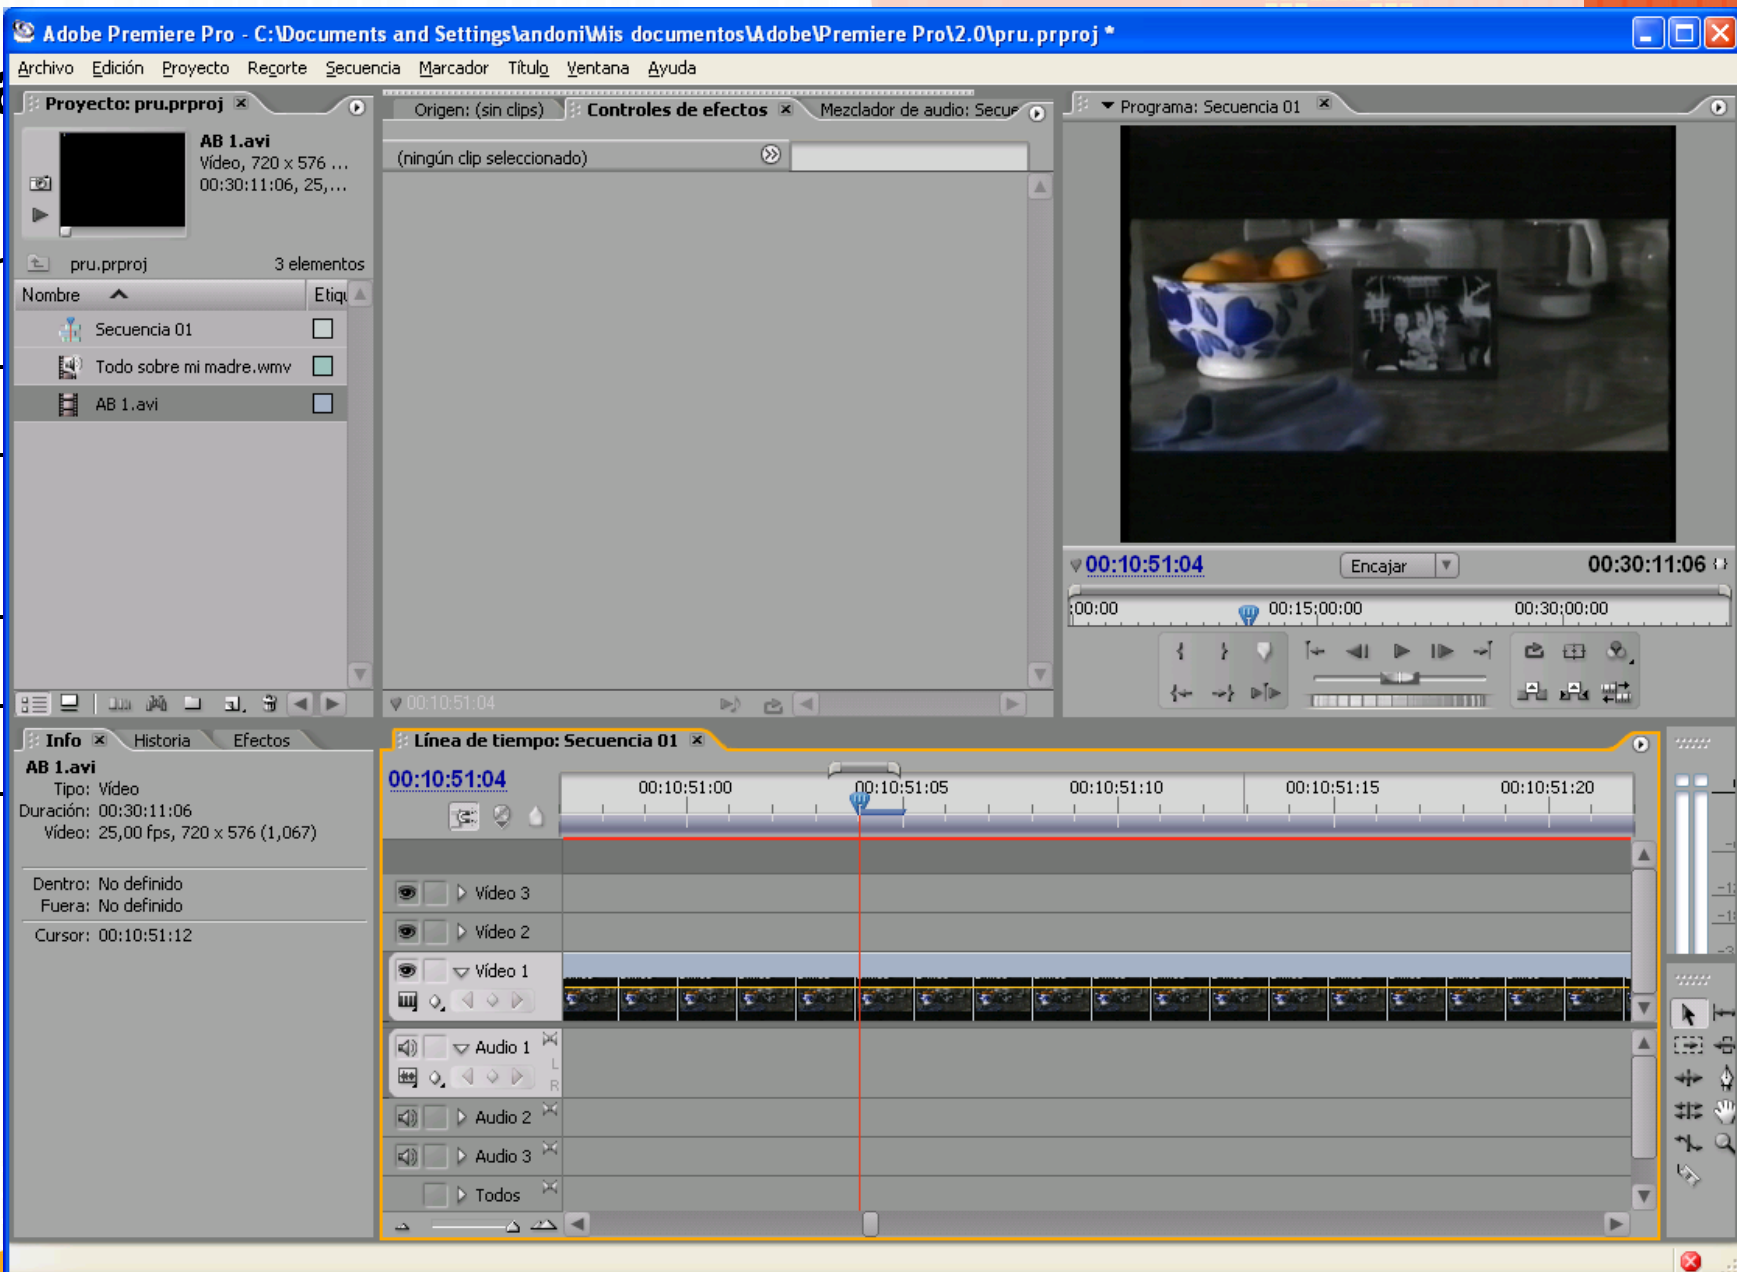 Adobe Premiere Pro - C:\Documents and Settings\andoni\Mis documentos\Adobe\Premiere Pro\2.0\pru.prproj *
Archivo Edición Proyecto Recorte Secuencia Marcador Título Ventana Ayuda
Proyecto: pru.prproj
AB 1.avi
Vídeo, 720 x 576 ...
00:30:11:06, 25,...
pru.prproj 3 elementos
Nombre Etiqu
Secuencia 01
Todo sobre mi madre.wmv
AB 1.avi
Origen: (sin clips) Controles de efectos Mezclador de audio: Secue
(ningún clip seleccionado)
00:10:51:04
Programa: Secuencia 01
00:10:51:04 Encajar 00:30:11:06
;00:00 00:15:00:00 00:30:00:00
Info Historia Efectos
AB 1.avi
Tipo: Vídeo
Duración: 00:30:11:06
Vídeo: 25,00 fps, 720 x 576 (1,067)
Dentro: No definido
Fuera: No definido
Cursor: 00:10:51:12
Línea de tiempo: Secuencia 01
00:10:51:04
00:10:51:00 00:10:51:05 00:10:51:10 00:10:51:15 00:10:51:20
Vídeo 3
Vídeo 2
Vídeo 1
Audio 1
L
R
Audio 2
Audio 3
Todos